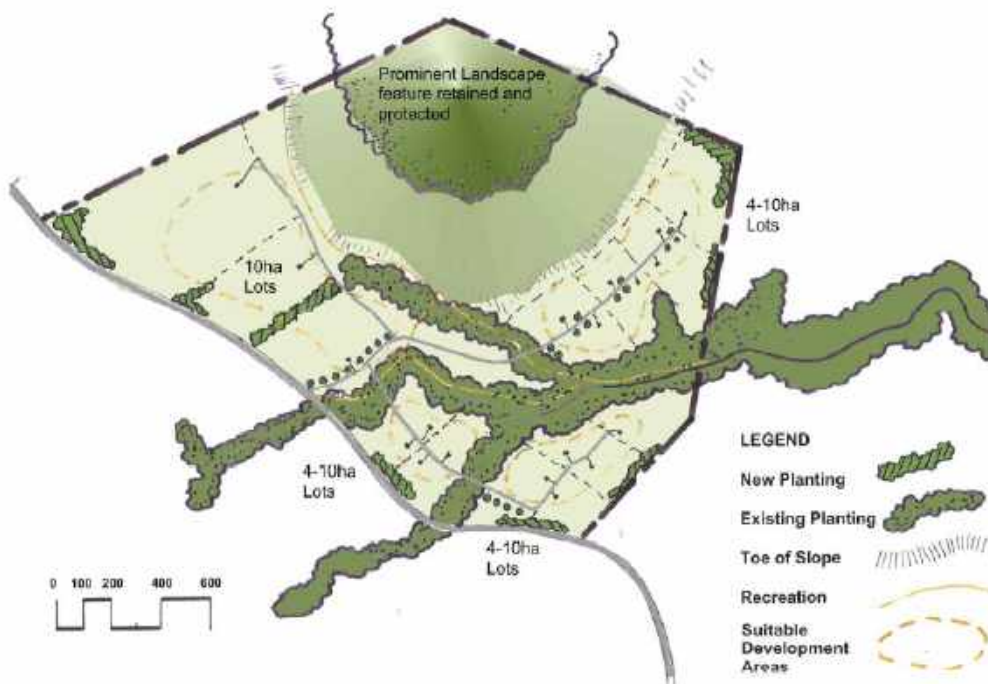 Prominent Landscape
feature retained and
protected
4-10ha
Lots
10ha
Lots
4-10ha
Lots
4-10ha
Lots
LEGEND
New Planting
Existing Planting
Toe of Slope
Recreation
Suitable
Development
Areas
0 100 200 400 600